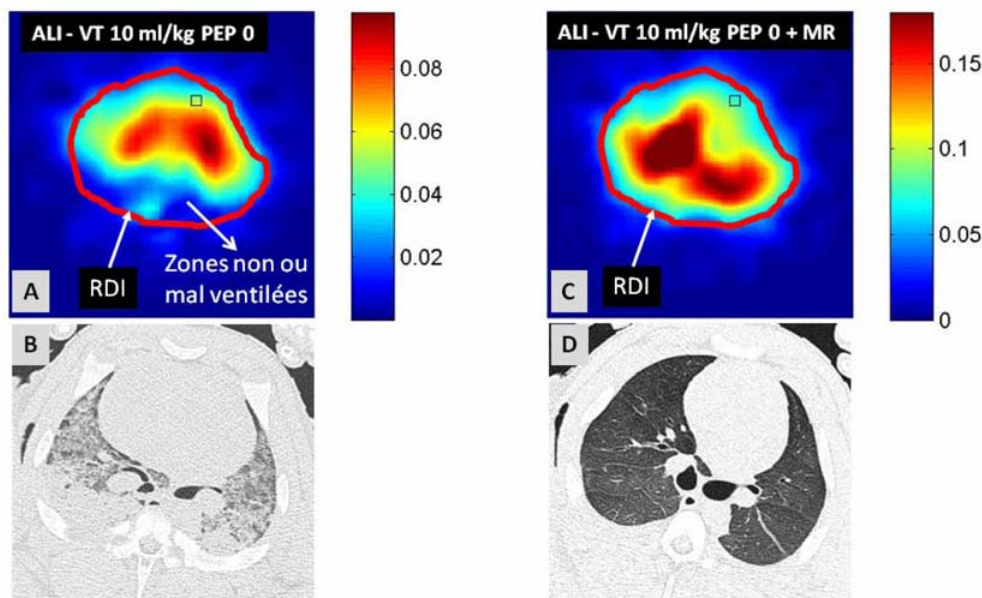 ALI - VT 10 ml/kg PEP 0
0.08
0.06
0.04
0.02
A
RDI
Zones non ou
mal ventilées
B
ALI - VT 10 ml/kg PEP 0 + MR
0.15
0.1
0.05
0
C
RDI
D